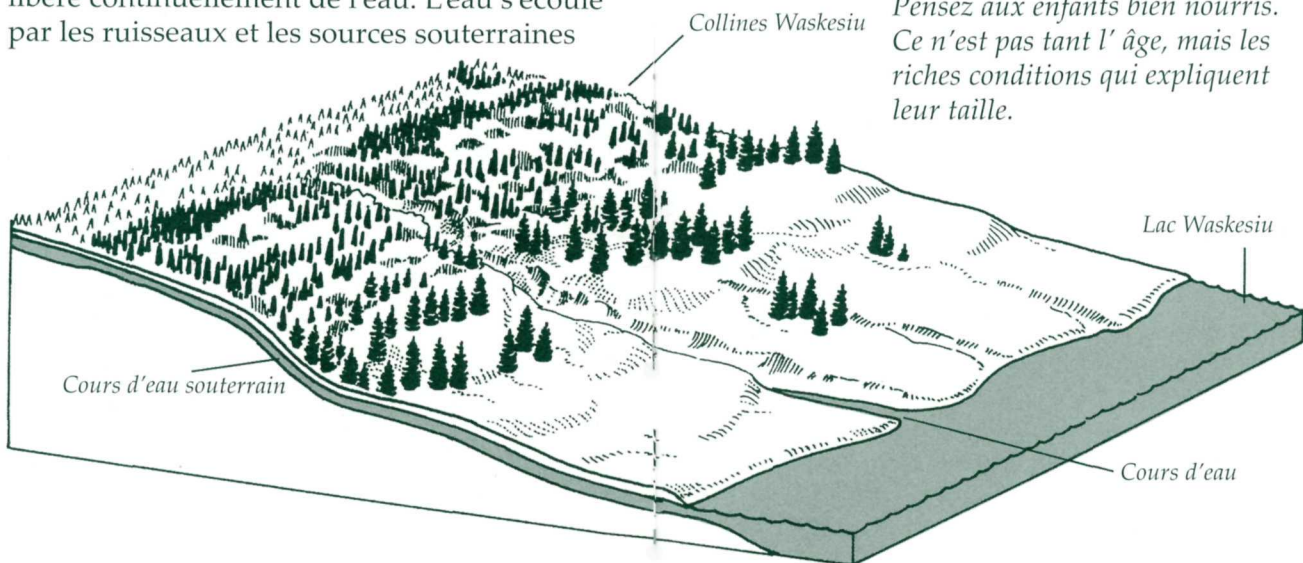 libère continuellement de l'eau. L'eau s'écoule
par les ruisseaux et les sources souterraines
Pensez aux enfants bien nourris.
Ce n'est pas tant l' âge, mais les
riches conditions qui expliquent
leur taille.
Collines Waskesiu
Lac Waskesiu
Cours d'eau souterrain
Cours d'eau